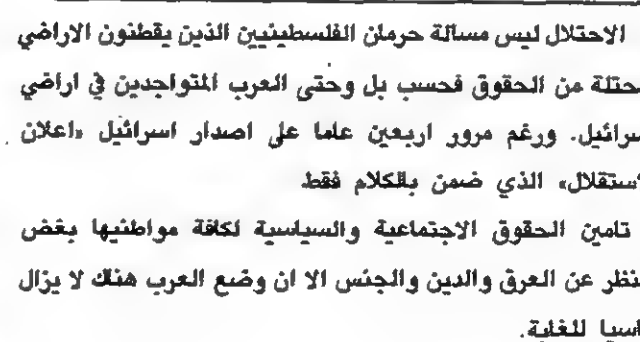 الاحتلال ليس مسالة حرمان الفلسطينيين الذين يقطنون الاراضي
حتلة من الحقوق فحسب بل وحتى العرب المتواجدين في اراضي
سرائيل. ورغم مرور اربعين عاما على اصدار اسرائيل «اعلان
ستقلال» الذي ضمن بالكلام فقط
تامين الحقوق الاجتماعية والسياسية لكافة مواطنيها بغض
نظر عن العرق والدين والجنس الا ان وضع العرب هناك لا يزال
اسيا للغاية.